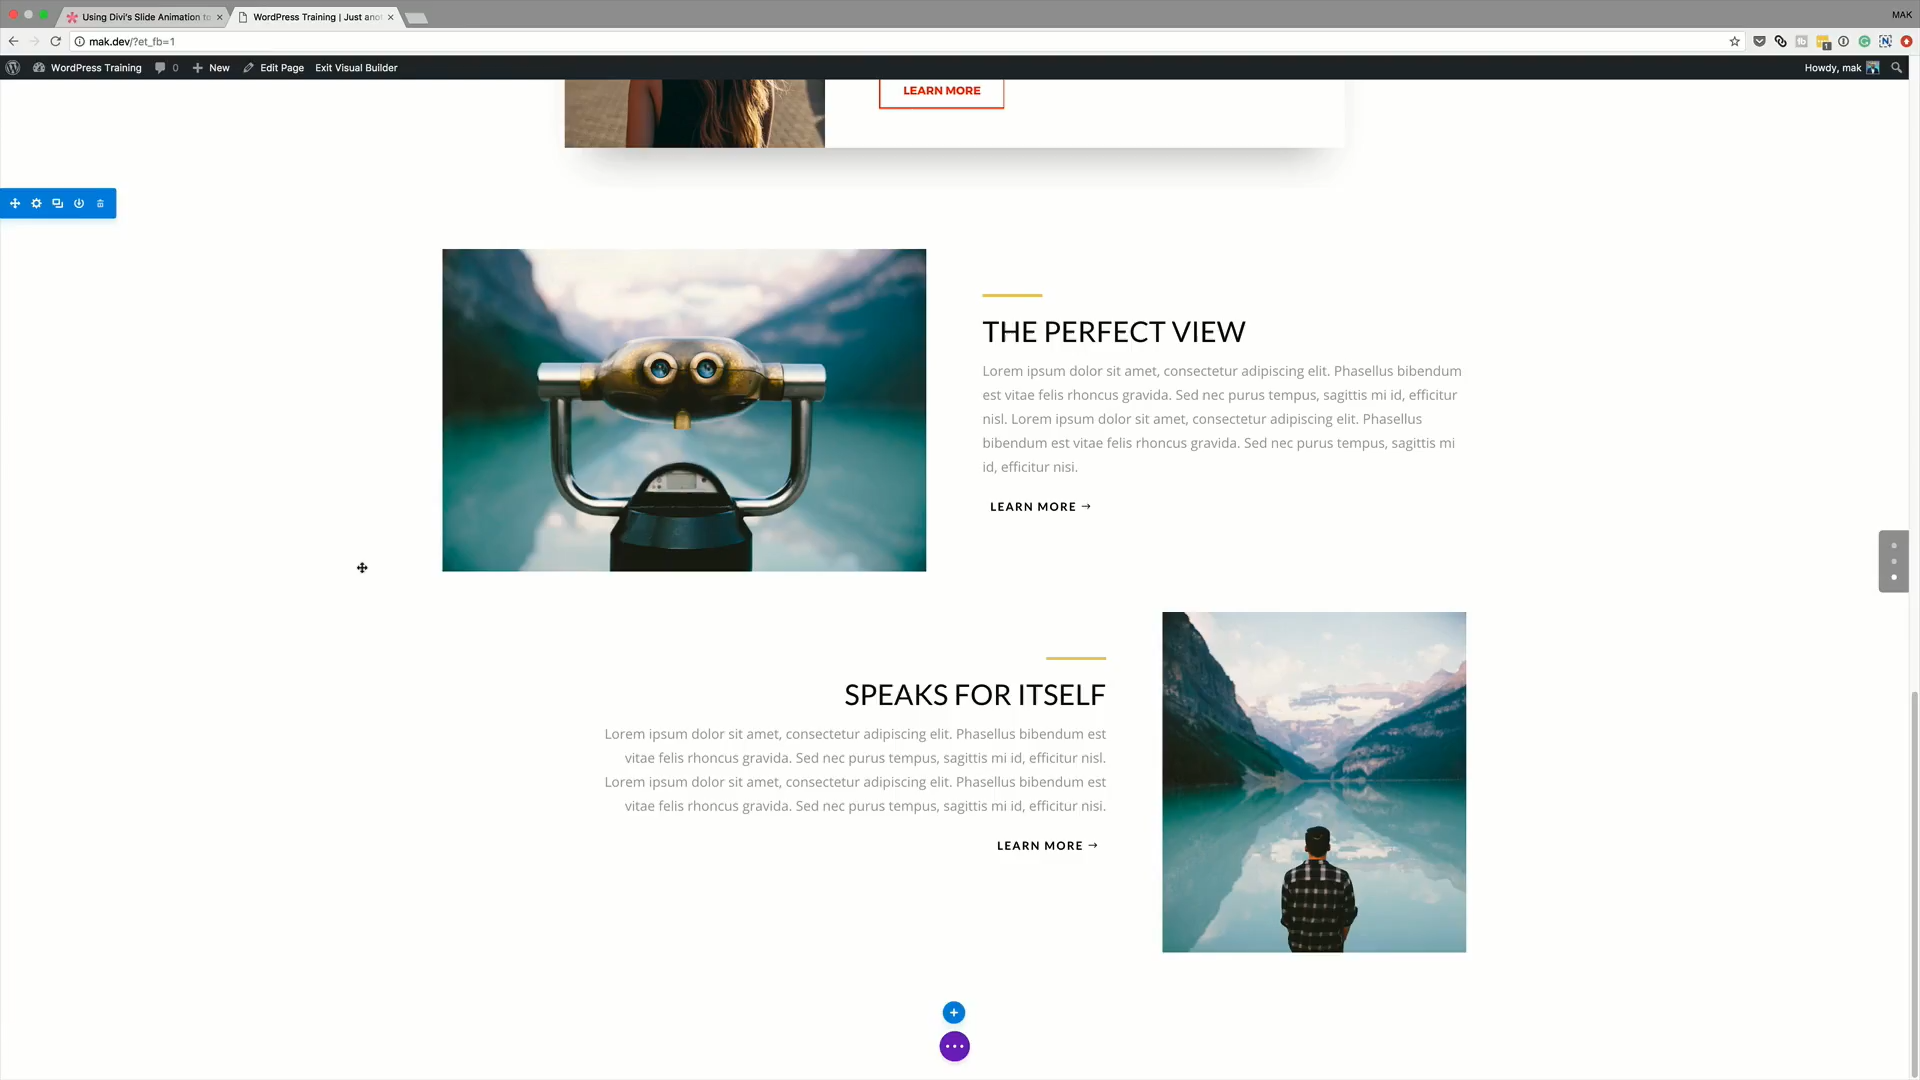 Using Divi's Slide Animation to
WordPress Training | Just ano
MAK
mak.dev/?et_fb=1
WordPress Training
0
New
Edit Page
Exit Visual Builder
Howdy, mak
LEARN MORE
THE PERFECT VIEW
Lorem ipsum dolor sit amet, consectetur adipiscing elit. Phasellus bibendum
est vitae felis rhoncus gravida. Sed nec purus tempus, sagittis mi id, efficitur
nisl. Lorem ipsum dolor sit amet, consectetur adipiscing elit. Phasellus
bibendum est vitae felis rhoncus gravida. Sed nec purus tempus, sagittis mi
id, efficitur nisi.
LEARN MORE →
SPEAKS FOR ITSELF
Lorem ipsum dolor sit amet, consectetur adipiscing elit. Phasellus bibendum est
vitae felis rhoncus gravida. Sed nec purus tempus, sagittis mi id, efficitur nisl.
Lorem ipsum dolor sit amet, consectetur adipiscing elit. Phasellus bibendum est
vitae felis rhoncus gravida. Sed nec purus tempus, sagittis mi id, efficitur nisi.
LEARN MORE →